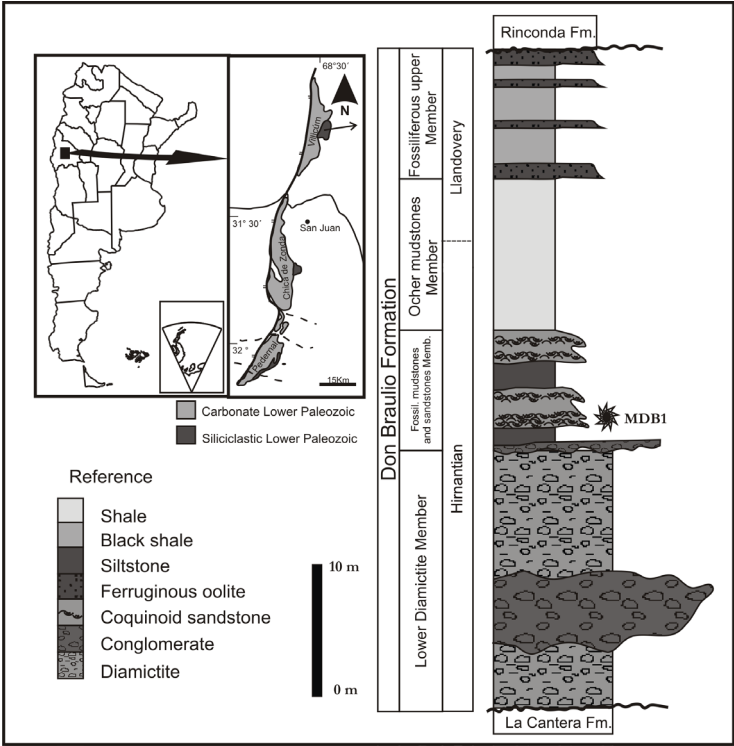 68°30´
N
Villicum
31° 30´
San Juan
Chica de Zonda
32°
Pedernal
15Km
Carbonate Lower Paleozoic
Siliciclastic Lower Paleozoic
Reference
Shale
Black shale
Siltstone
Ferruginous oolite
Coquinoid sandstone
Conglomerate
Diamictite
10 m
0 m
Don Braulio Formation
Fossiliferous upper
Member
Ocher mudstones
Member
Fossil. mudstones
and sandstones Memb.
Lower Diamictite Member
Llandovery
Hirnantian
Rinconda Fm.
MDB1
La Cantera Fm.